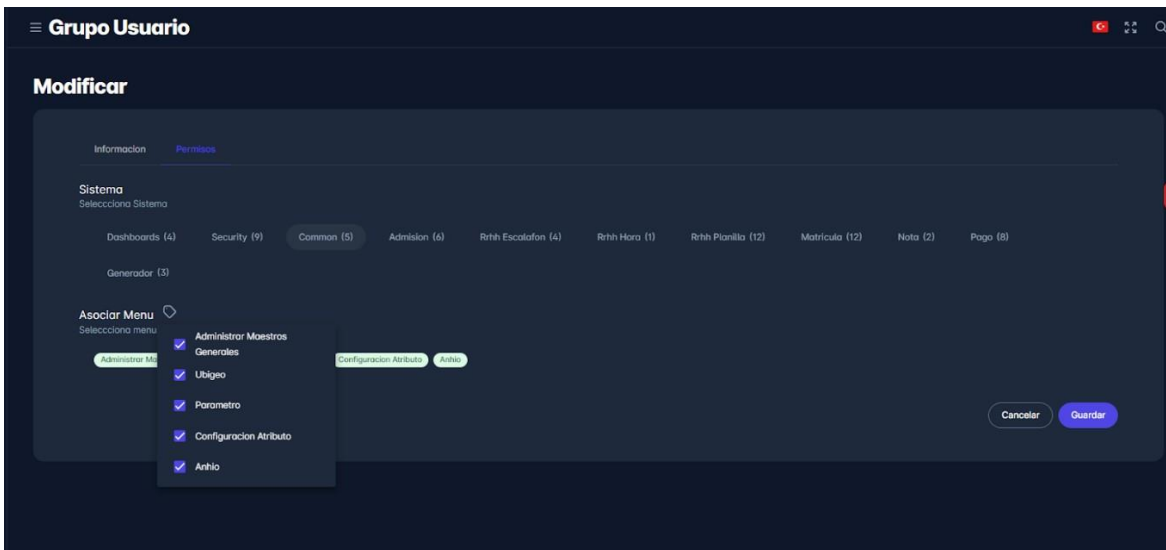 Grupo Usuario
Modificar
Informacion Permisos
Sistema
Seleccciona Sistema
Dashboards (4) Security (9) Common (5) Admision (6) Rrhh Escalafon (4) Rrhh Hora (1) Rrhh Planilla (12) Matricula (12) Nota (2) Pago (8)
Generador (3)
Asociar Menu
Seleccciona menu
Administrar Maestros
Generales
Administrar Ma Configuracion Atributo Anhio
Ubigeo
Parametro
Configuracion Atributo
Anhio
Cancelar Guardar